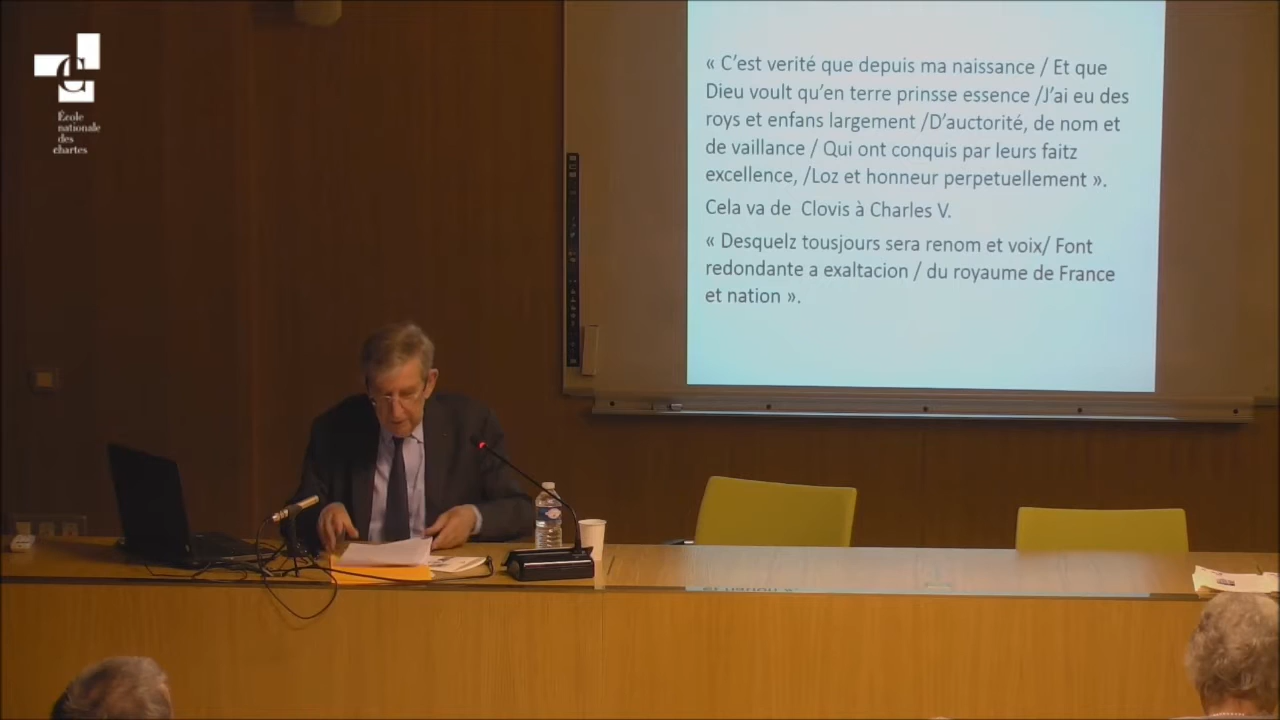 École
nationale
des
chartes
« C'est verité que depuis ma naissance / Et que
Dieu voult qu'en terre prinsse essence /J'ai eu des
roys et enfans largement /D'auctorité, de nom et
de vaillance / Qui ont conquis par leurs faitz
excellence, /Loz et honneur perpetuellement ».
Cela va de Clovis à Charles V.
« Desquelz tousjours sera renom et voix/ Font
redondante a exaltacion / du royaume de France
et nation ».